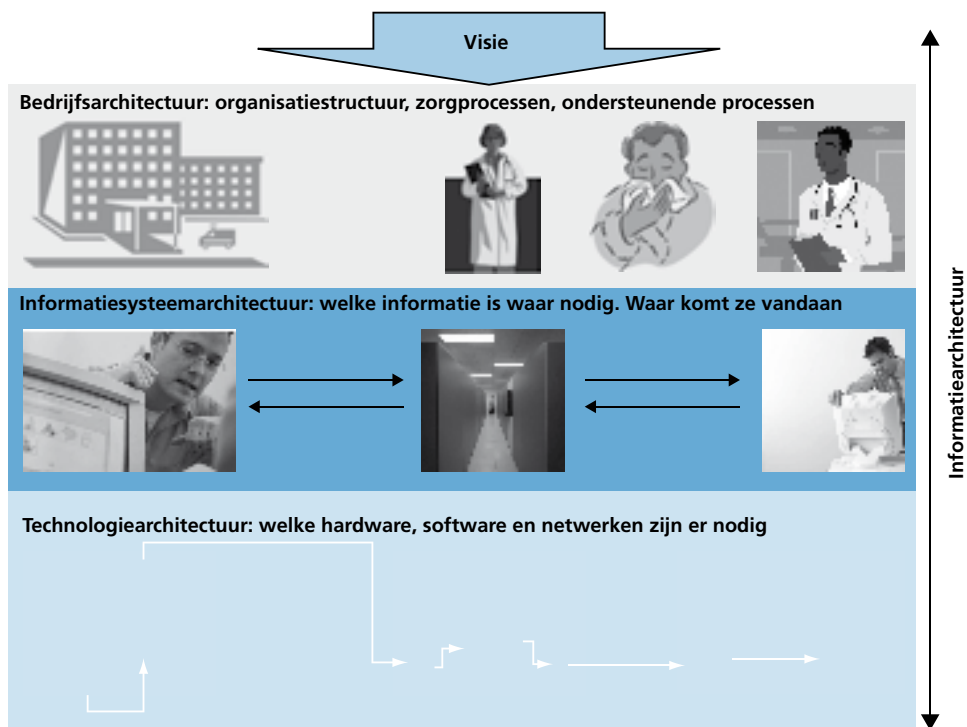 Visie
Bedrijfsarchitectuur: organisatiestructuur, zorgprocessen, ondersteunende processen
Informatiesysteemarchitectuur: welke informatie is waar nodig. Waar komt ze vandaan
Technologiearchitectuur: welke hardware, software en netwerken zijn er nodig
Informatiearchitectuur